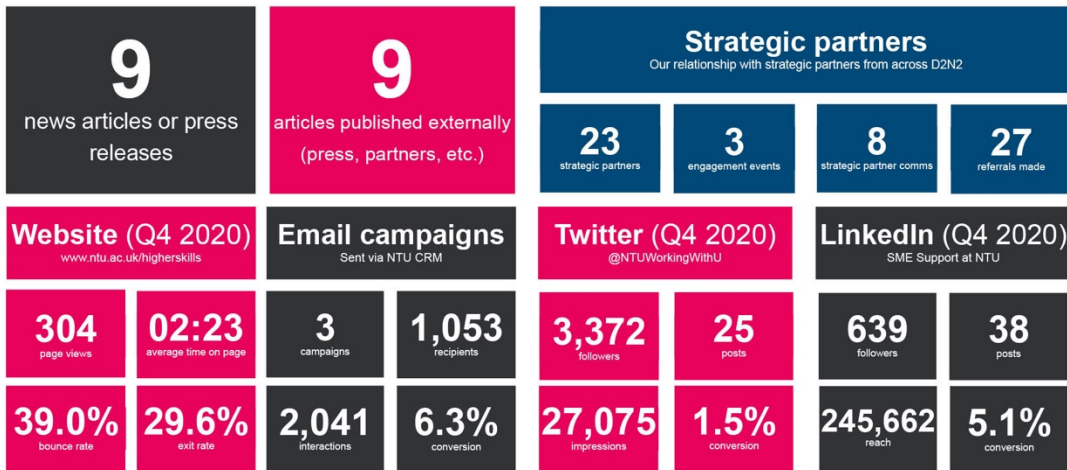 9
news articles or press
releases
9
articles published externally
(press, partners, etc.)
Strategic partners
Our relationship with strategic partners from across D2N2
23
strategic partners
3
engagement events
8
strategic partner comms
27
referrals made
Website (Q4 2020)
www.ntu.ac.uk/higherskills
304
page views
02:23
average time on page
39.0%
bounce rate
29.6%
exit rate
Email campaigns
Sent via NTU CRM
3
campaigns
1,053
recipients
2,041
interactions
6.3%
conversion
Twitter (Q4 2020)
@NTUWorkingWithU
3,372
followers
25
posts
27,075
impressions
1.5%
conversion
LinkedIn (Q4 2020)
SME Support at NTU
639
followers
38
posts
245,662
reach
5.1%
conversion